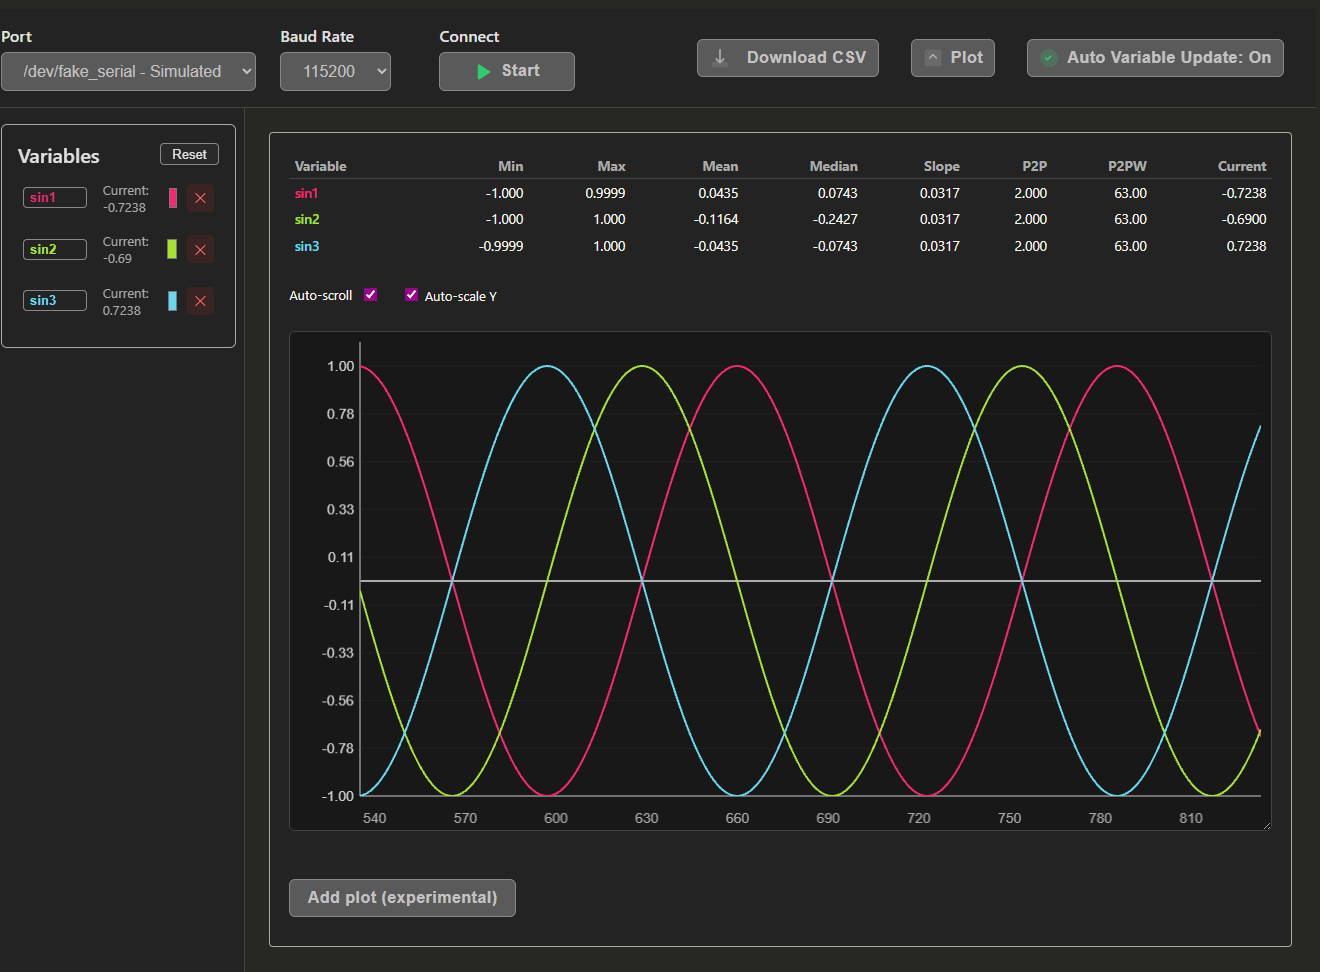 Port
Baud Rate
Connect
/dev/fake_serial - Simulated
115200
Start
Download CSV
Plot
Auto Variable Update: On
Variables
Reset
sin1
Current:
-0.7238
sin2
Current:
-0.69
sin3
Current:
0.7238
Variable Min Max Mean Median Slope P2P P2PW Current
sin1 -1.000 0.9999 0.0435 0.0743 0.0317 2.000 63.00 -0.7238
sin2 -1.000 1.000 -0.1164 -0.2427 0.0317 2.000 63.00 -0.6900
sin3 -0.9999 1.000 -0.0435 -0.0743 0.0317 2.000 63.00 0.7238
Auto-scroll Auto-scale Y
1.00
0.78
0.56
0.33
0.11
-0.11
-0.33
-0.56
-0.78
-1.00
540 570 600 630 660 690 720 750 780 810
Add plot (experimental)